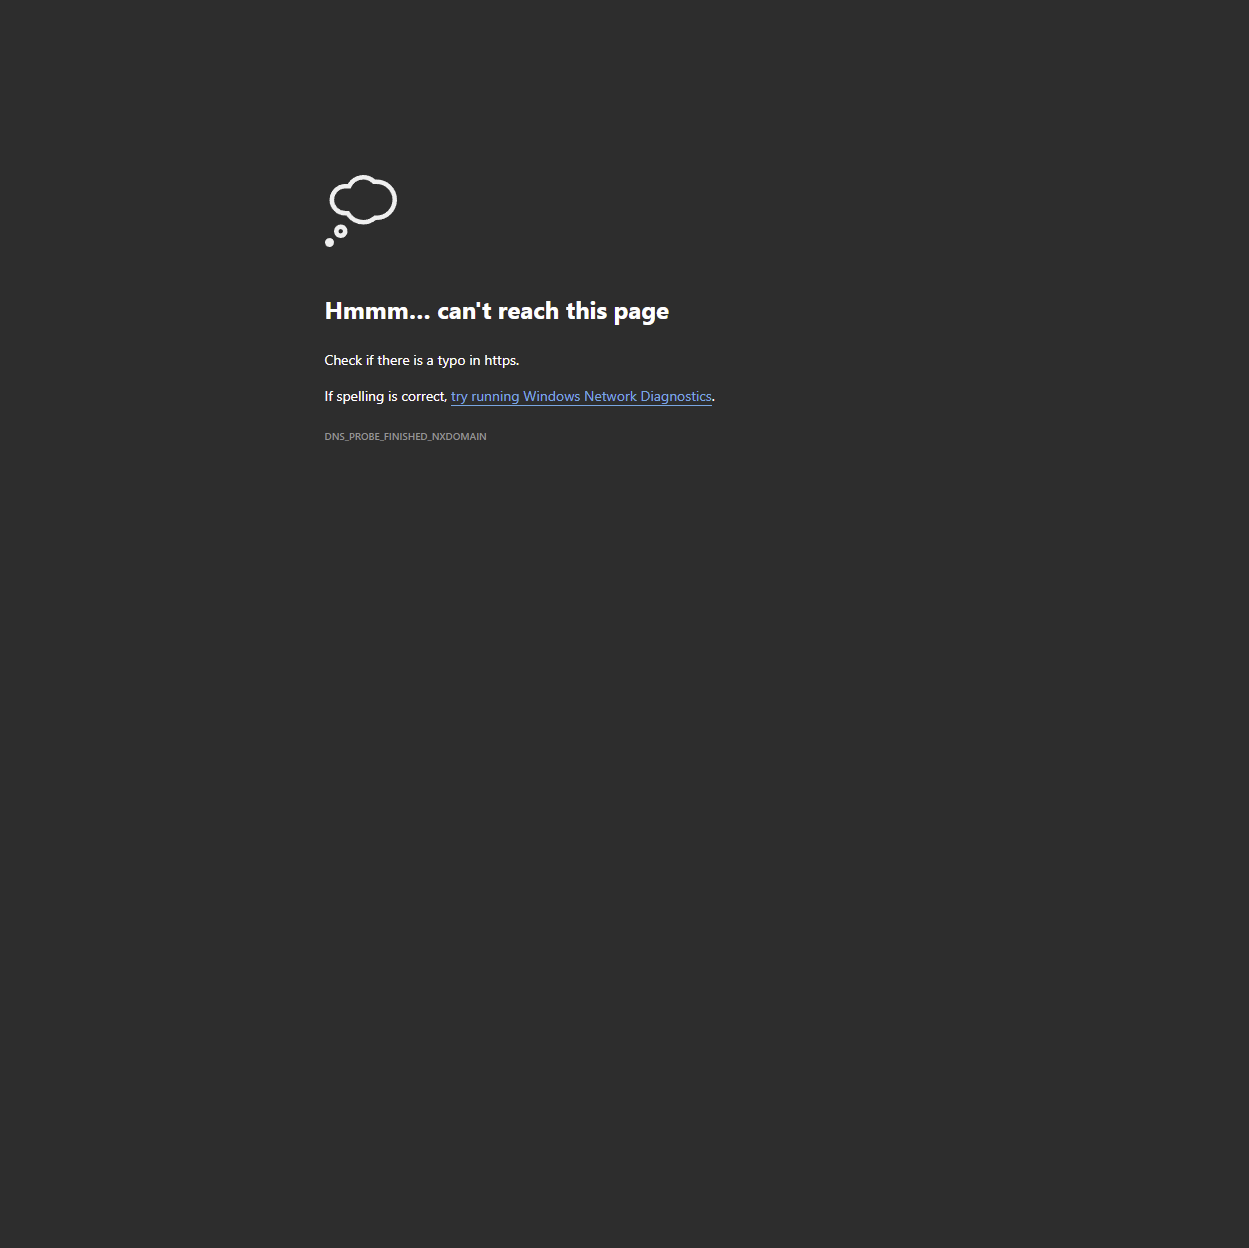 Hmmm… can't reach this page
Check if there is a typo in https.
If spelling is correct, try running Windows Network Diagnostics.
DNS_PROBE_FINISHED_NXDOMAIN